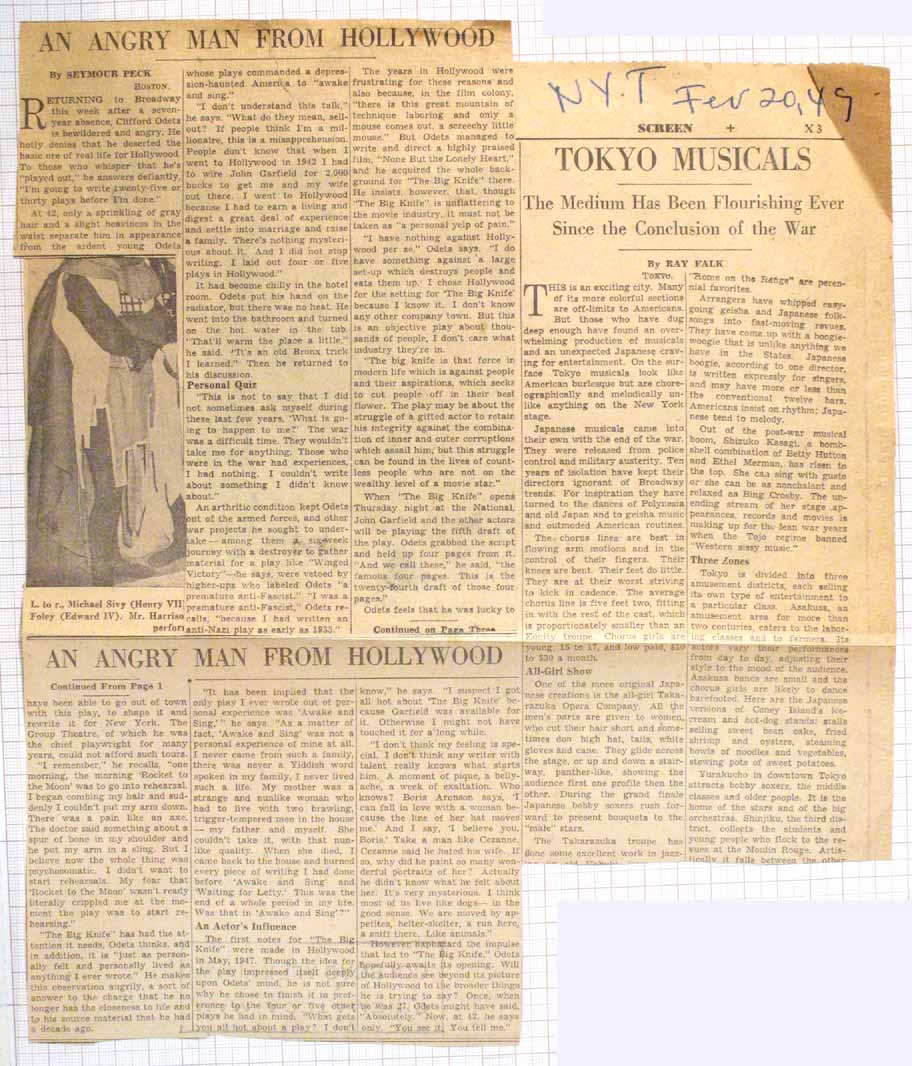 AN ANGRY MAN FROM HOLLYWOOD
By SEYMOUR PECK
BOSTON.
RETURNING to Broadway
this week after a seven-
year absence, Clifford Odets
is bewildered and angry. He
hotly denies that he deserted the
basic ore of real life for Hollywood.
To those who whisper that he's
"played out," he answers defiantly,
"I'm going to write twenty-five or
thirty plays before I'm done."
At 42, only a sprinkling of gray
hair and a slight heaviness in the
waist separate him in appearance
from the ardent young Odets
whose plays commanded a depres-
sion-haunted America to "awake
and sing."
"I don't understand this talk,"
he says. "What do they mean, sell-
out? If people think I'm a mil-
lionaire, this is a misapprehension.
People don't know that when I
went to Hollywood in 1942 I had
to wire John Garfield for 2,000
bucks to get me and my wife
out there. I went to Hollywood
because I had to earn a living and
digest a great deal of experience
and settle into marriage and raise
a family. There's nothing mysteri-
ous about it. And I did not stop
writing. I laid out four or five
plays in Hollywood."
It had become chilly in the hotel
room. Odets put his hand on the
radiator, but there was no heat. He
went into the bathroom and turned
on the hot water in the tub.
"That'll warm the place a little,"
he said. "It's an old Bronx trick
I learned." Then he returned to
his discussion.
Personal Quiz
"This is not to say that I did
not sometimes ask myself during
these last few years, 'What is go-
ing to happen to me?' The war
was a difficult time. They wouldn't
take me for anything. Those who
were in the war had experiences,
I had nothing. I couldn't write
about something I didn't know
about."
An arthritic condition kept Odets
out of the armed forces, and other
war projects he sought to under-
take—among them a six-week
journey with a destroyer to gather
material for a play like "Winged
Victory"—he says, were vetoed by
higher-ups who labeled Odets "a
premature anti-Fascist." "I was a
premature anti-Fascist," Odets re-
calls, "because I had written an
anti-Nazi play as early as 1935."
The years in Hollywood were
frustrating for these reasons and
also because, in the film colony,
"there is this great mountain of
technique laboring and only a
mouse comes out, a screechy little
mouse." But Odets managed to
write and direct a highly praised
film, "None But the Lonely Heart,"
and he acquired the whole back-
ground for "The Big Knife" there.
He insists, however, that, though
"The Big Knife" is unflattering to
the movie industry, it must not be
taken as "a personal yelp of pain."
"I have nothing against Holly-
wood per se," Odets says. "I do
have something against a large
set-up which destroys people and
eats them up. I chose Hollywood
for the setting for 'The Big Knife'
because I know it. I don't know
any other company town. But this
is an objective play about thou-
sands of people, I don't care what
industry they're in.
"The big knife is that force in
modern life which is against people
and their aspirations, which seeks
to cut people off in their best
flower. The play may be about the
struggle of a gifted actor to retain
his integrity against the combina-
tion of inner and outer corruptions
which assail him, but this struggle
can be found in the lives of count-
less people who are not on the
wealthy level of a movie star."
When "The Big Knife" opens
Thursday night at the National,
John Garfield and the other actors
will be playing the fifth draft of
the play. Odets grabbed the script
and held up four pages from it.
"And we call these," he said, "the
famous four pages. This is the
twenty-fourth draft of those four
pages."
Odets feels that he was lucky to
Continued on Page Three
L. to r., Michael Sivy (Henry VII
Foley (Edward IV). Mr. Harriso
perfor
AN ANGRY MAN FROM HOLLYWOOD
Continued From Page 1
have been able to go out of town
with this play, to shape it and
rewrite it for New York. The
Group Theatre, of which he was
the chief playwright for many
years, could not afford such tours.
"I remember," he recalls, "one
morning, the morning 'Rocket to
the Moon' was to go into rehearsal.
I began combing my hair and sud-
denly I couldn't put my arm down.
There was a pain like an axe.
The doctor said something about a
spur of bone in my shoulder and
he put my arm in a sling. But I
believe now the whole thing was
psychosomatic. I didn't want to
start rehearsals. My fear that
'Rocket to the Moon' wasn't ready
literally crippled me at the mo-
ment the play was to start re-
hearsing."
"The Big Knife" has had the at-
tention it needs, Odets thinks, and
in addition, it is "just as person-
ally felt and personally lived as
anything I ever wrote." He makes
this observation angrily, a sort of
answer to the charge that he no
longer has the closeness to life and
to his source material that he had
a decade ago.
"It has been implied that the
only play I ever wrote out of per-
sonal experience was 'Awake and
Sing,'" he says. "As a matter of
fact, 'Awake and Sing' was not a
personal experience of mine at all.
I never came from such a family,
there was never a Yiddish word
spoken in my family, I never lived
such a life. My mother was a
strange and nunlike woman who
had to live with two brawling,
trigger-tempered men in the house
— my father and myself. She
couldn't take it, with that nun-
like quality. When she died, I
came back to the house and burned
every piece of writing I had done
before 'Awake and Sing' and
'Waiting for Lefty.' This was the
end of a whole period in my life.
Was that in 'Awake and Sing'?"
An Actor's Influence
The first notes for "The Big
Knife" were made in Hollywood
in May, 1947. Though the idea for
the play impressed itself deeply
upon Odets' mind, he is not sure
why he chose to finish it in pref-
erence to the four or five other
plays he had in mind. "What gets
you all hot about a play? I don't
know," he says. "I suspect I got
all hot about 'The Big Knife' be-
cause Garfield was available for
it. Otherwise I might not have
touched it for a long while.
"I don't think my feeling is spe-
cial. I don't think any writer with
talent really knows what starts
him. A moment of pique, a belly-
ache, a week of exaltation. Who
knows? Boris Aronson says, 'I
can fall in love with a woman be-
cause the line of her hat moves
me.' And I say, 'I believe you,
Boris.' Take a man like Cezanne.
Cezanne said he hated his wife. If
so, why did he paint so many won-
derful portraits of her? Actually
he didn't know what he felt about
her. It's very mysterious. I think
most of us live like dogs—in the
good sense. We are moved by ap-
petites, helter-skelter, a run here,
a sniff there. Like animals."
However haphazard the impulse
that led to "The Big Knife," Odets
hopefully awaits its opening. Will
the audience see beyond its picture
of Hollywood to the broader things
he is trying to say? Once, when
he was 27, Odets might have said,
"Absolutely." Now, at 42, he says
only, "You see it. You tell me."
N.Y.T Fev 20, 49
SCREEN + X3
TOKYO MUSICALS
The Medium Has Been Flourishing Ever
Since the Conclusion of the War
By RAY FALK
TOKYO.
THIS is an exciting city. Many
of its more colorful sections
are off-limits to Americans.
But those who have dug
deep enough have found an over-
whelming production of musicals
and an unexpected Japanese crav-
ing for entertainment. On the sur-
face Tokyo musicals look like
American burlesque but are chore-
ographically and melodically un-
like anything on the New York
stage.
Japanese musicals came into
their own with the end of the war.
They were released from police
control and military austerity. Ten
years of isolation have kept their
directors ignorant of Broadway
trends. For inspiration they have
turned to the dances of Polynesia
and old Japan and to geisha music
and outmoded American routines.
The chorus lines are best in
flowing arm motions and in the
control of their fingers. Their
knees are bent. Their feet do little.
They are at their worst striving
to kick in cadence. The average
chorus line is five feet two, fitting
in with the rest of the cast, which
is proportionately smaller than an
Equity troupe. Chorus girls are
young, 15 to 17, and low paid, $10
to $30 a month.
All-Girl Show
One of the more original Japa-
nese creations is the all-girl Taka-
razuka Opera Company. All the
men's parts are given to women,
who cut their hair short and some-
times don high hat, tails, white
gloves and cane. They glide across
the stage, or up and down a stair-
way, panther-like, showing the
audience first one profile then the
other. During the grand finale
Japanese bobby soxers rush for-
ward to present bouquets to the
"male" stars.
The Takarazuka troupe has
done some excellent work in jazz-
"Home on the Range" are peren-
nial favorites.
Arrangers have whipped easy-
going geisha and Japanese folk-
songs into fast-moving revues.
They have come up with a boogie-
woogie that is unlike anything we
have in the States. Japanese
boogie, according to one director,
is written expressly for singers,
and may have more or less than
the conventional twelve bars.
Americans insist on rhythm; Japa-
nese tend to melody.
Out of the post-war musical
boom, Shizuko Kasagi, a bomb-
shell combination of Betty Hutton
and Ethel Merman, has risen to
the top. She can sing with gusto
or she can be as nonchalant and
relaxed as Bing Crosby. The un-
ending stream of her stage ap-
pearances, records and movies is
making up for the lean war years
when the Tojo regime banned
"Western sissy music."
Three Zones
Tokyo is divided into three
amusement districts, each selling
its own type of entertainment to
a particular class. Asakusa, an
amusement area for more than
two centuries, caters to the labor-
ing classes and to farmers. Its
actors vary their performances
from day to day, adjusting their
style to the mood of the audience.
Asakusa bands are small and the
chorus girls are likely to dance
barefooted. Here are the Japanese
versions of Coney Island's ice-
cream and hot-dog stands: stalls
selling sweet bean cake, fried
shrimp and oysters, steaming
bowls of noodles and vegetables,
stewing pots of sweet potatoes.
Yurakucho in downtown Tokyo
attracts bobby soxers, the middle
classes and older people. It is the
home of the stars and of the big
orchestras. Shinjiku, the third dis-
trict, collects the students and
young people who flock to the re-
vues at the Moulin Rouge. Artis-
tically it falls between the other